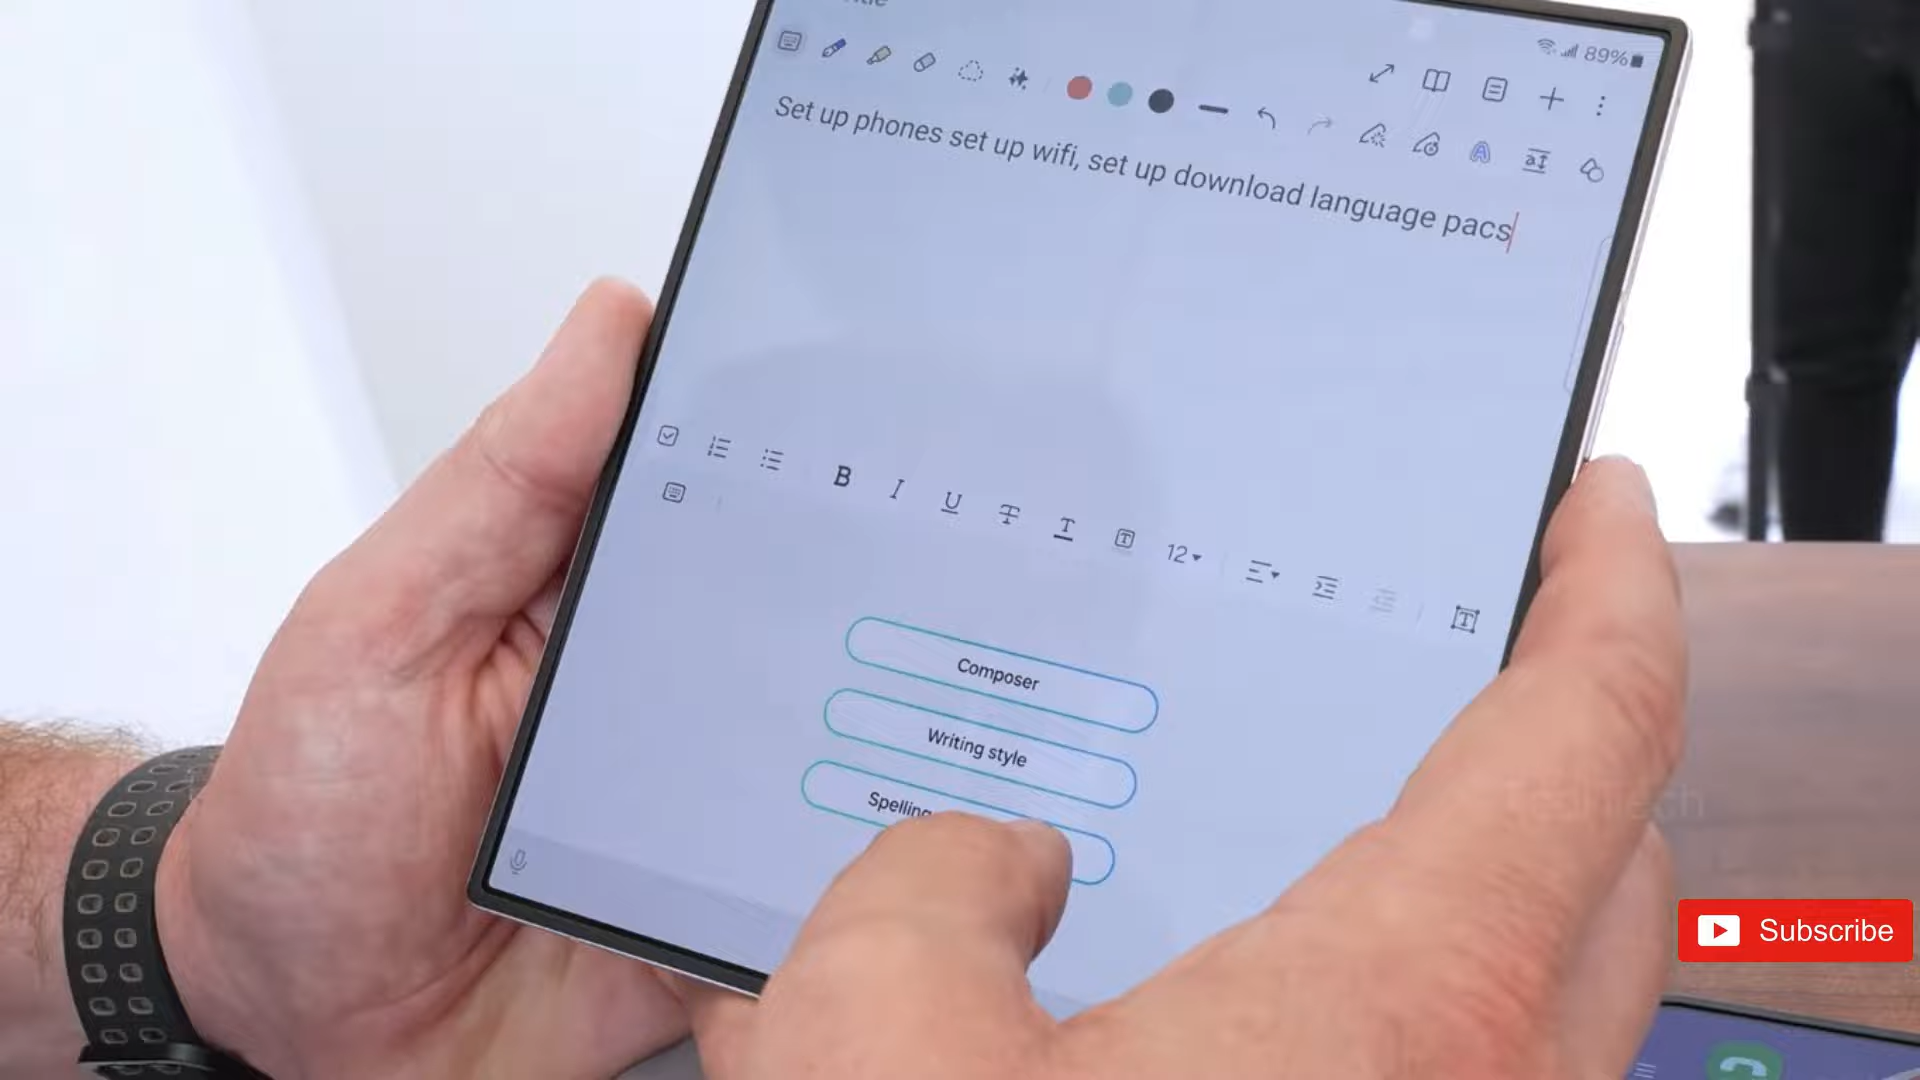 89%
Set up phones set up wifi, set up download language pacs
B I U T T T 12
Composer
Writing style
Spelling
Subscribe